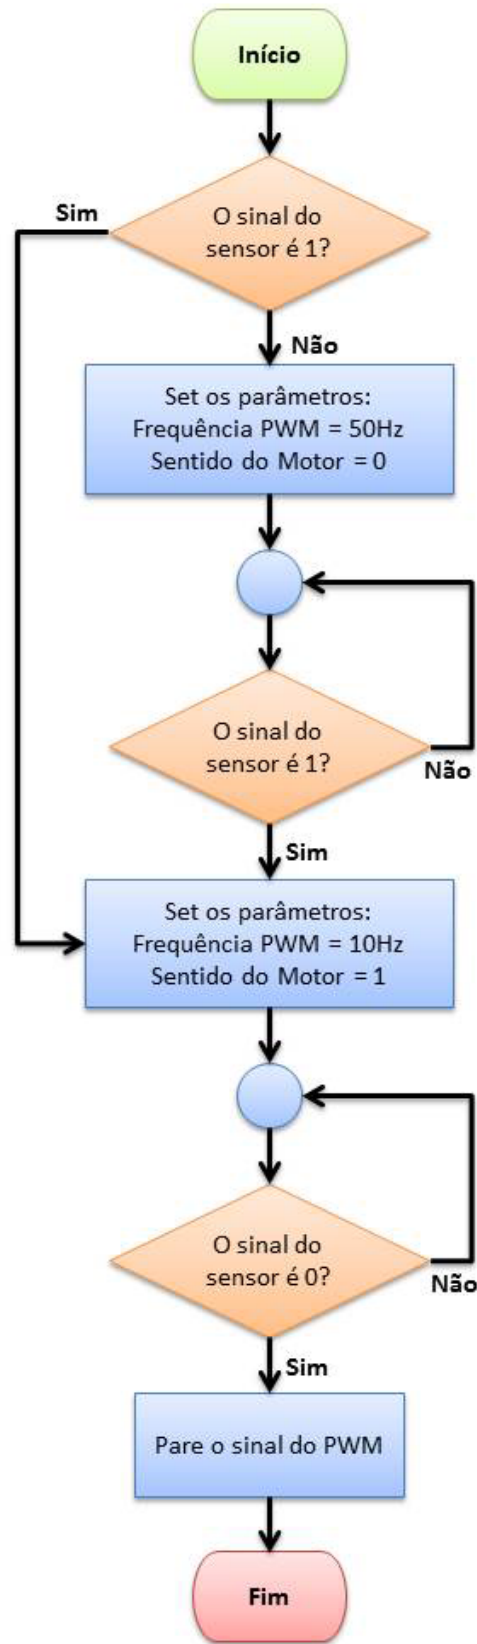 Início
Sim
O sinal do
sensor é 1?
Não
Set os parâmetros:
Frequência PWM = 50Hz
Sentido do Motor = 0
O sinal do
sensor é 1?
Não
Sim
Set os parâmetros:
Frequência PWM = 10Hz
Sentido do Motor = 1
O sinal do
sensor é 0?
Não
Sim
Pare o sinal do PWM
Fim